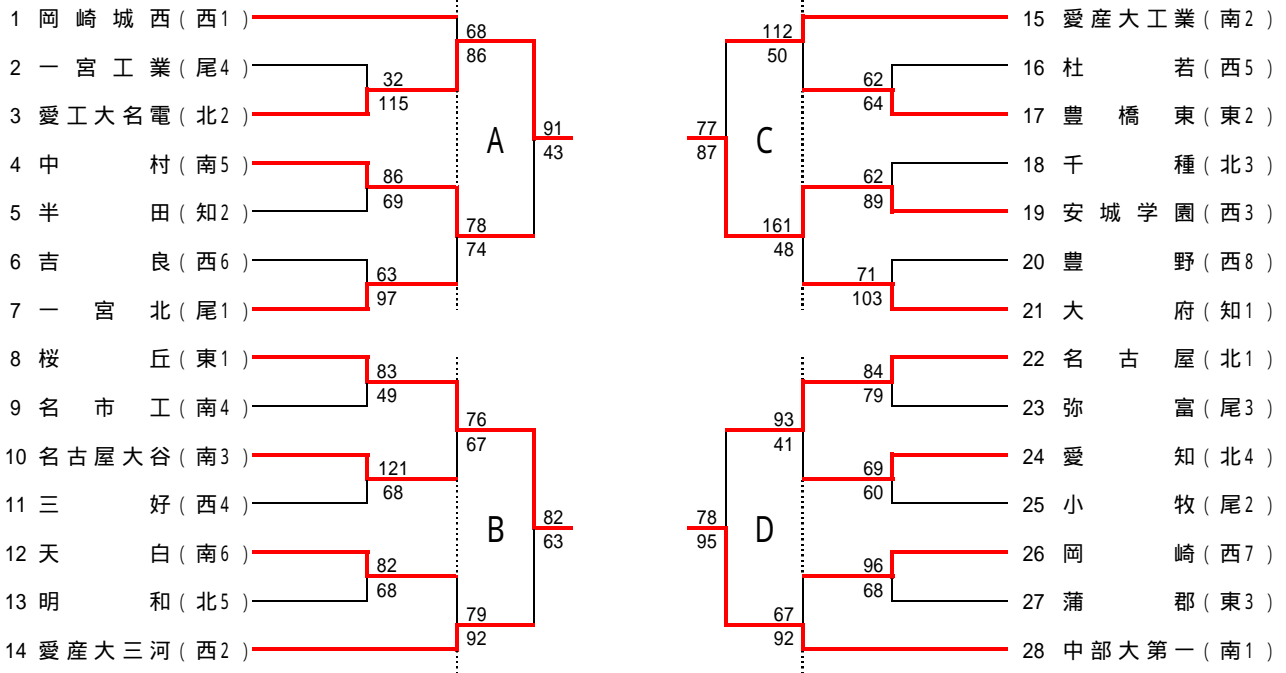 1 岡崎城西(西1)
2 一宮工業(尾4)
3 愛工大名電(北2)
4 中村(南5)
5 半田(知2)
6 吉良(西6)
7 一宮北(尾1)
8 桜丘(東1)
9 名市工(南4)
10 名古屋大谷(南3)
11 三好(西4)
12 天白(南6)
13 明和(北5)
14 愛産大三河(西2)
32
115
86
69
63
97
83
49
121
68
82
68
68
86
78
74
76
67
79
92
A
B
91
43
82
63
77
87
78
95
C
D
112
50
161
48
93
41
67
92
62
64
62
89
71
103
84
79
69
60
96
68
15 愛産大工業(南2)
16 杜若(西5)
17 豊橋東(東2)
18 千種(北3)
19 安城学園(西3)
20 豊野(西8)
21 大府(知1)
22 名古屋(北1)
23 弥富(尾3)
24 愛知(北4)
25 小牧(尾2)
26 岡崎(西7)
27 蒲郡(東3)
28 中部大第一(南1)